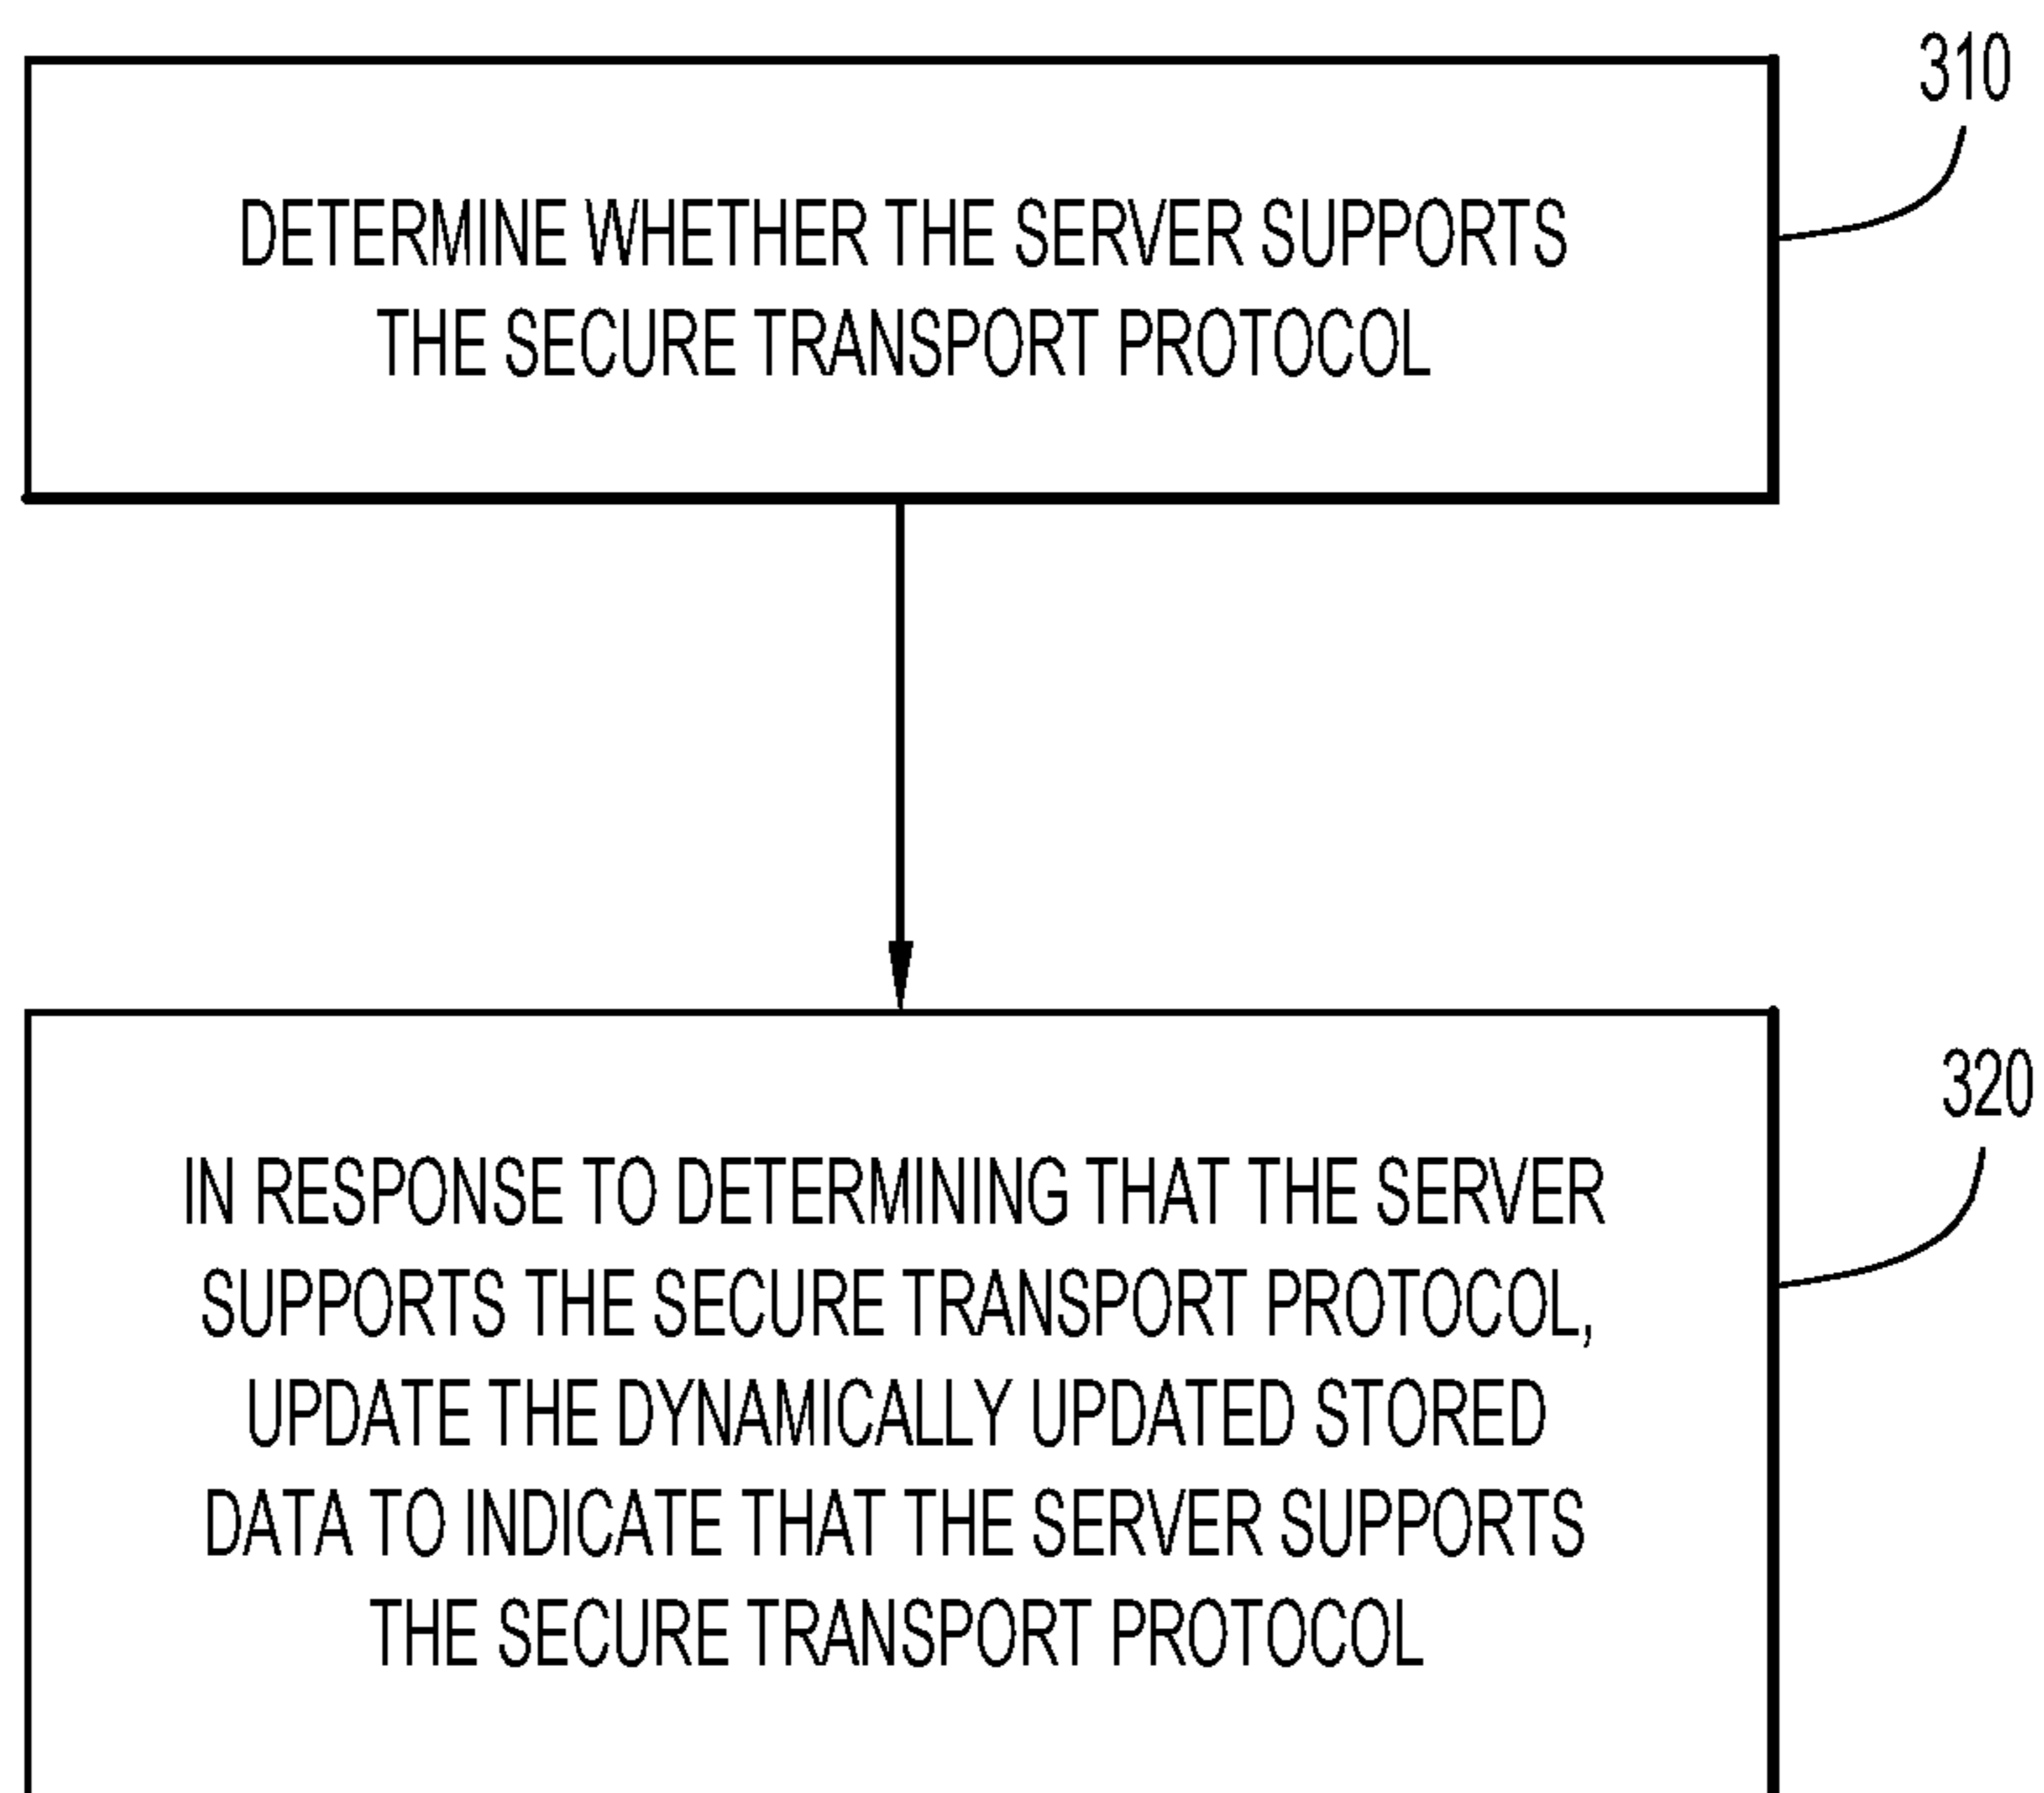 310
DETERMINE WHETHER THE SERVER SUPPORTS
THE SECURE TRANSPORT PROTOCOL
320
IN RESPONSE TO DETERMINING THAT THE SERVER
SUPPORTS THE SECURE TRANSPORT PROTOCOL,
UPDATE THE DYNAMICALLY UPDATED STORED
DATA TO INDICATE THAT THE SERVER SUPPORTS
THE SECURE TRANSPORT PROTOCOL